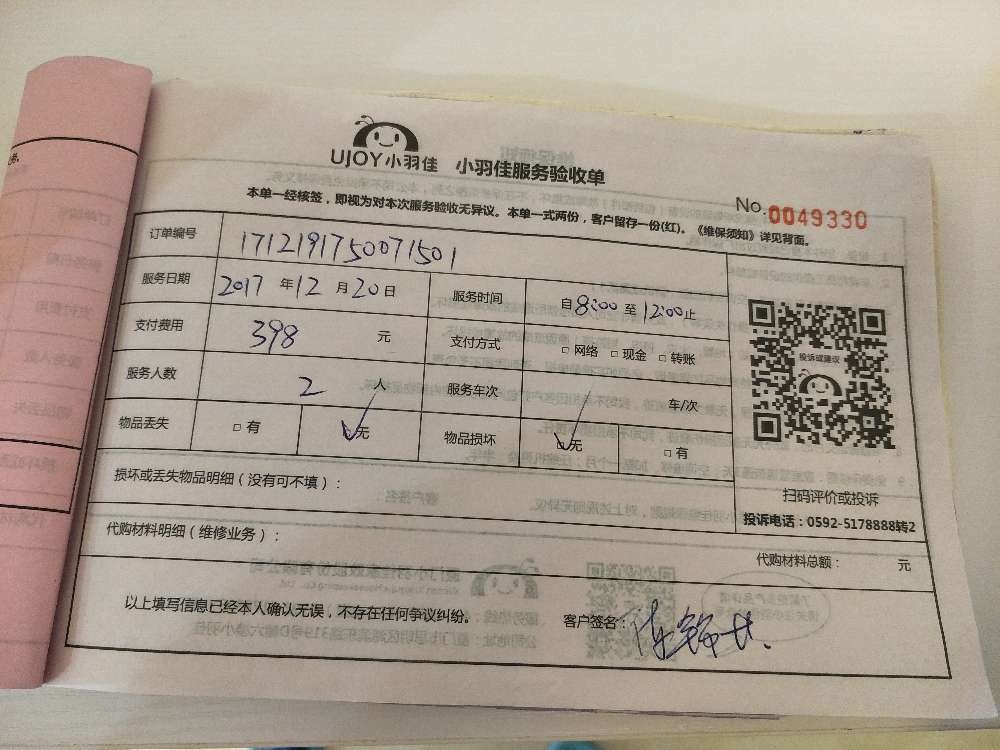 UJOY小羽佳 小羽佳服务验收单
No.0049330
本单一经核签，即视为对本次服务验收无异议。本单一式两份，客户留存一份(红)。《维保须知》详见背面。
订单编号 1712191750071501
服务日期 2017 年 12 月 20 日 服务时间 自 8:00 至 12:00 止
支付费用 398 元 支付方式 □ 网络 □ 现金 □ 转账
服务人数 2 人 服务车次 / 车/次
物品丢失 □ 有 ☑无 物品损坏 ☑无 □ 有
投诉或建议
扫码评价或投诉
投诉电话：0592-5178888转2
损坏或丢失物品明细（没有可不填）：
代购材料明细（维修业务）： 代购材料总额： 元
以上填写信息已经本人确认无误，不存在任何争议纠纷。 客户签名：